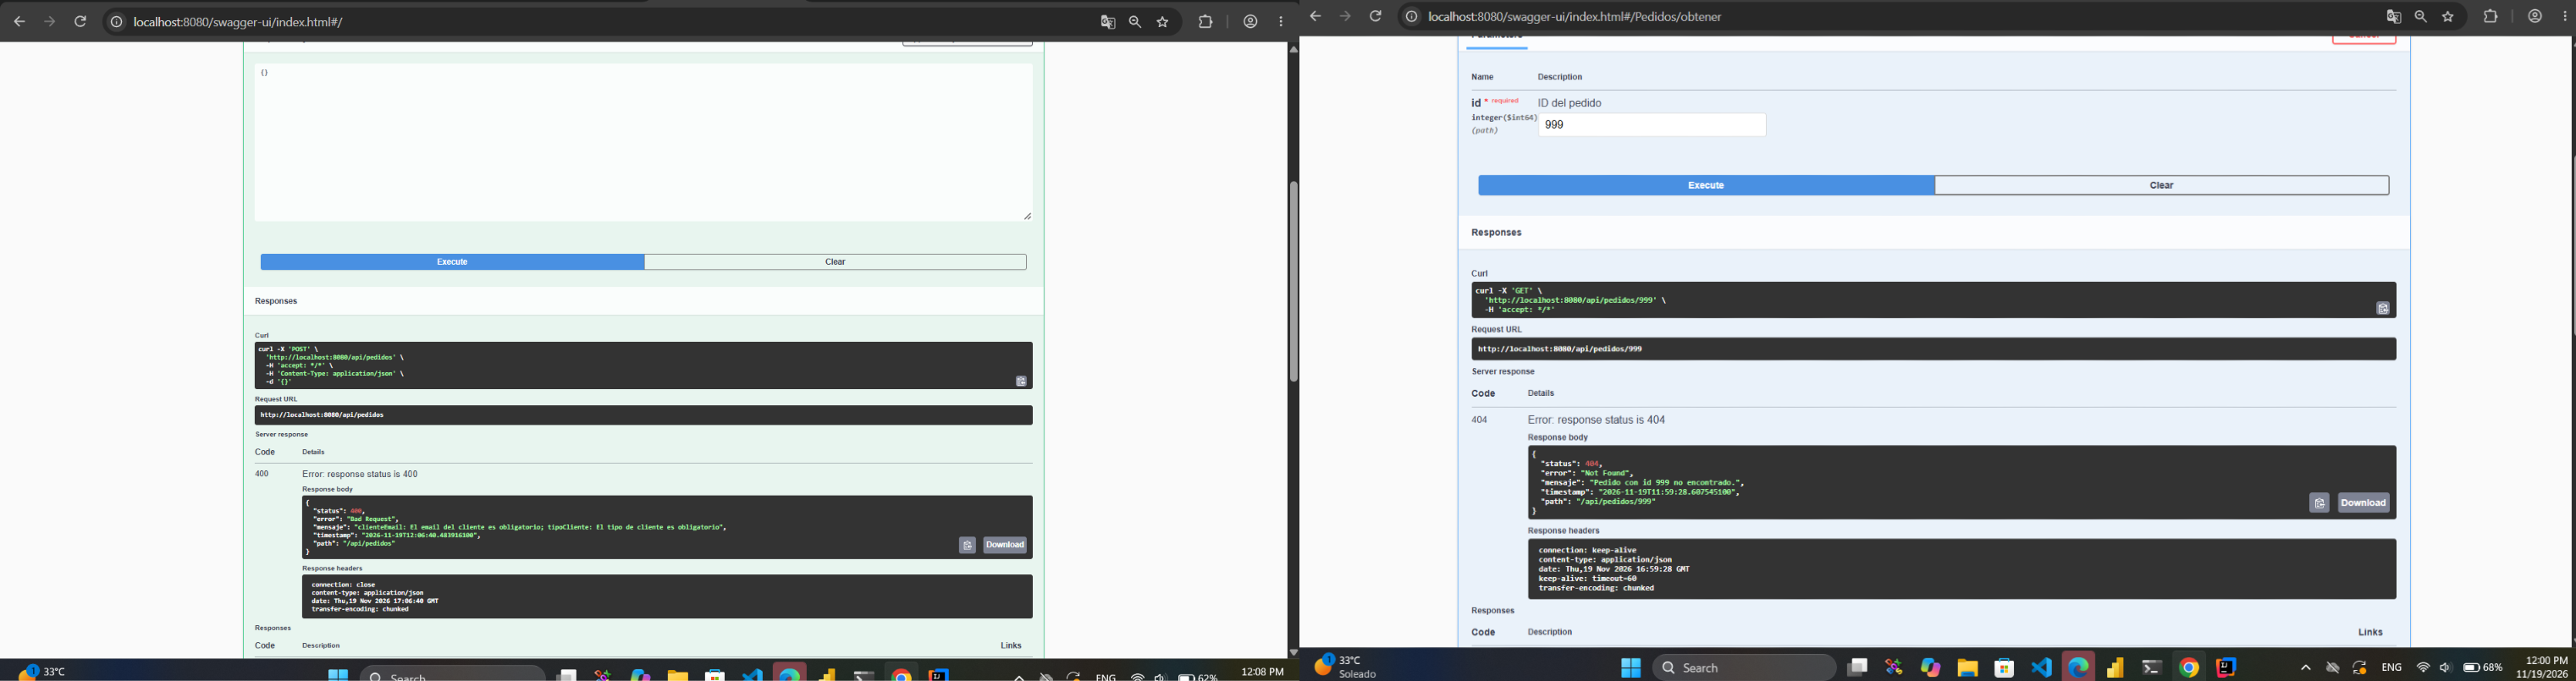 localhost:8080/swagger-ui/index.html#/
{}
Execute
Clear
Responses
Curl
curl -X 'POST' \
'http://localhost:8080/api/pedidos' \
-H 'accept: */*' \
-H 'Content-Type: application/json' \
-d '{}'
Request URL
http://localhost:8080/api/pedidos
Server response
Code Details
400 Error: response status is 400
Response body
{
"status": 400,
"error": "Bad Request",
"mensaje": "clienteEmail: El email del cliente es obligatorio; tipoCliente: El tipo de cliente es obligatorio",
"timestamp": "2026-11-19T12:06:40.483916100",
"path": "/api/pedidos"
}
Download
Response headers
connection: close
content-type: application/json
date: Thu,19 Nov 2026 17:06:40 GMT
transfer-encoding: chunked
Responses
Code Description Links
1
33°C
Search
ENG
62%
12:08 PM
localhost:8080/swagger-ui/index.html#/Pedidos/obtener
Parameters
Cancel
Name Description
id * required
integer($int64)
(path)
ID del pedido
999
Execute
Clear
Responses
Curl
curl -X 'GET' \
'http://localhost:8080/api/pedidos/999' \
-H 'accept: */*'
Request URL
http://localhost:8080/api/pedidos/999
Server response
Code Details
404 Error: response status is 404
Response body
{
"status": 404,
"error": "Not Found",
"mensaje": "Pedido con id 999 no encontrado.",
"timestamp": "2026-11-19T11:59:28.607545100",
"path": "/api/pedidos/999"
}
Download
Response headers
connection: keep-alive
content-type: application/json
date: Thu,19 Nov 2026 16:59:28 GMT
keep-alive: timeout=60
transfer-encoding: chunked
Responses
Code Description Links
1
33°C
Soleado
Search
ENG
68%
12:00 PM
11/19/2026